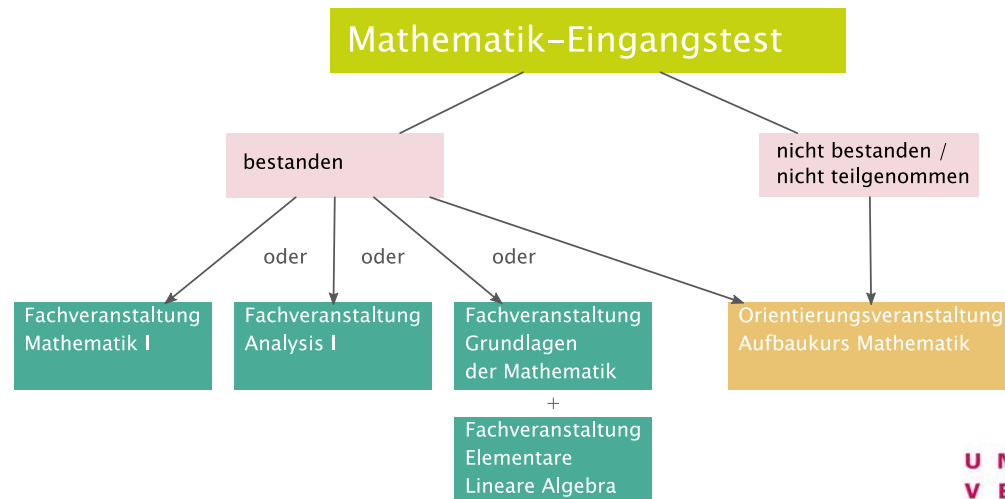 Mathematik-Eingangstest
bestanden
nicht bestanden /
nicht teilgenommen
oder
oder
oder
Fachveranstaltung
Mathematik I
Fachveranstaltung
Analysis I
Fachveranstaltung
Grundlagen
der Mathematik
+
Fachveranstaltung
Elementare
Lineare Algebra
Orientierungsveranstaltung
Aufbaukurs Mathematik